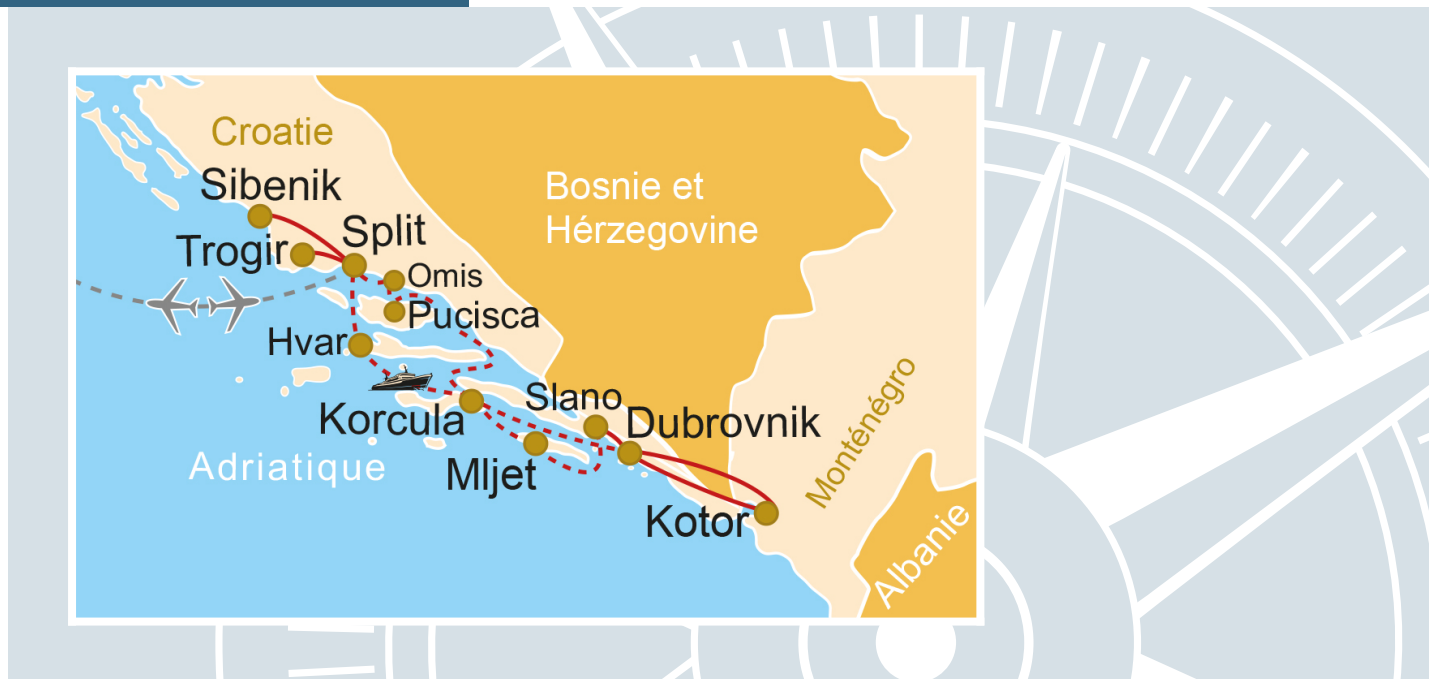 Croatie
Sibenik
Bosnie et
Hérzegovine
Trogir
Split
Omis
Pucisca
Hvar
Slano
Korcula
Dubrovnik
Adriatique
Mljet
Monténégro
Kotor
Albanie